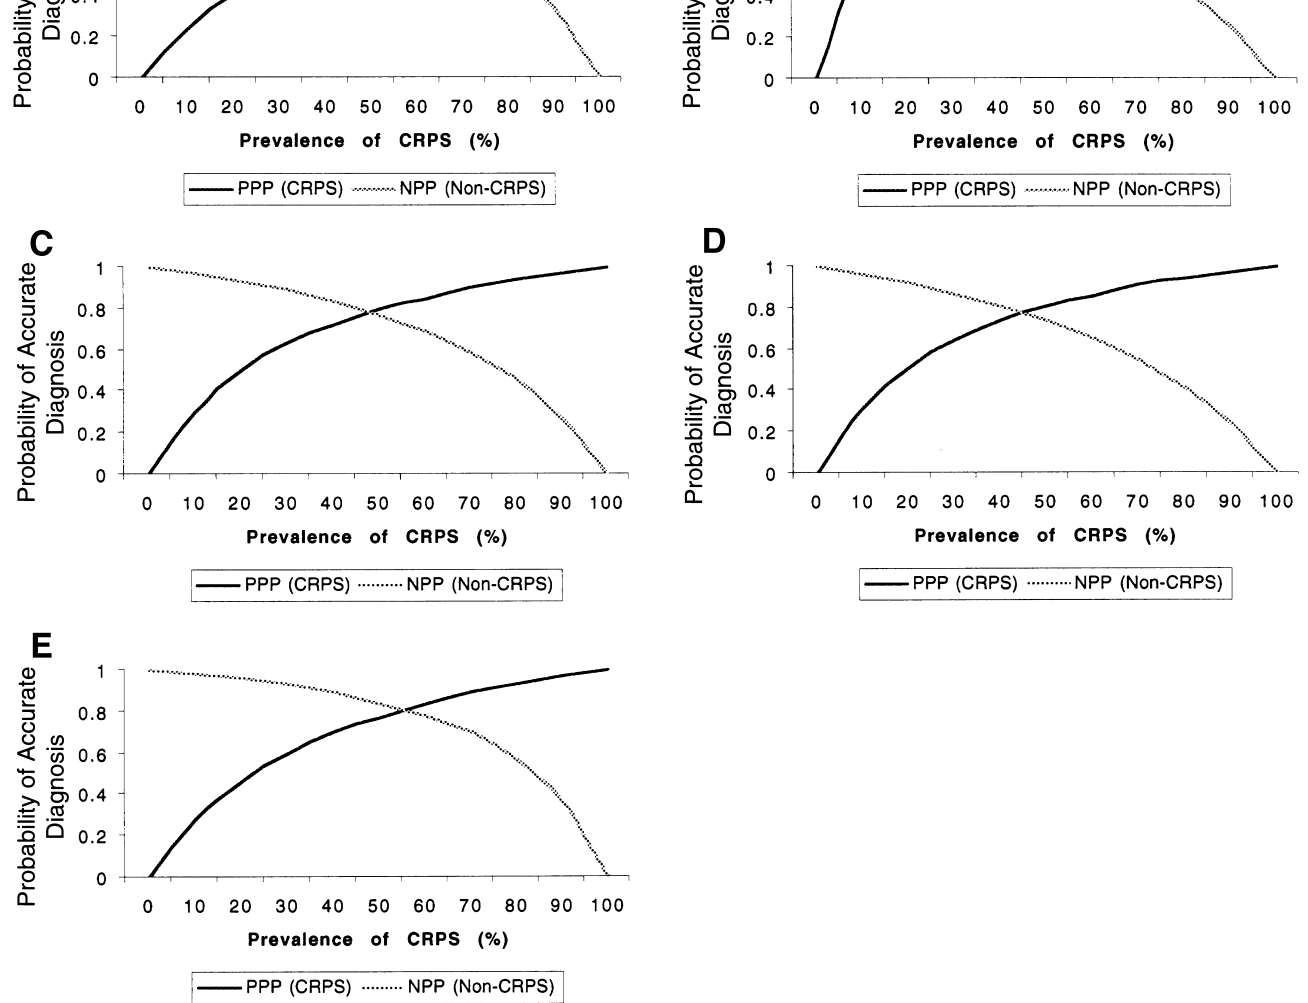 Probability
Diag
0.2
0
0 10 20 30 40 50 60 70 80 90 100
Prevalence of CRPS (%)
PPP (CRPS) NPP (Non-CRPS)
Probability
Diag
0.4
0.2
0
0 10 20 30 40 50 60 70 80 90 100
Prevalence of CRPS (%)
PPP (CRPS) NPP (Non-CRPS)
C
Probability of Accurate
Diagnosis
1
0.8
0.6
0.4
0.2
0
0 10 20 30 40 50 60 70 80 90 100
Prevalence of CRPS (%)
PPP (CRPS) NPP (Non-CRPS)
D
Probability of Accurate
Diagnosis
1
0.8
0.6
0.4
0.2
0
0 10 20 30 40 50 60 70 80 90 100
Prevalence of CRPS (%)
PPP (CRPS) NPP (Non-CRPS)
E
Probability of Accurate
Diagnosis
1
0.8
0.6
0.4
0.2
0
0 10 20 30 40 50 60 70 80 90 100
Prevalence of CRPS (%)
PPP (CRPS) NPP (Non-CRPS)